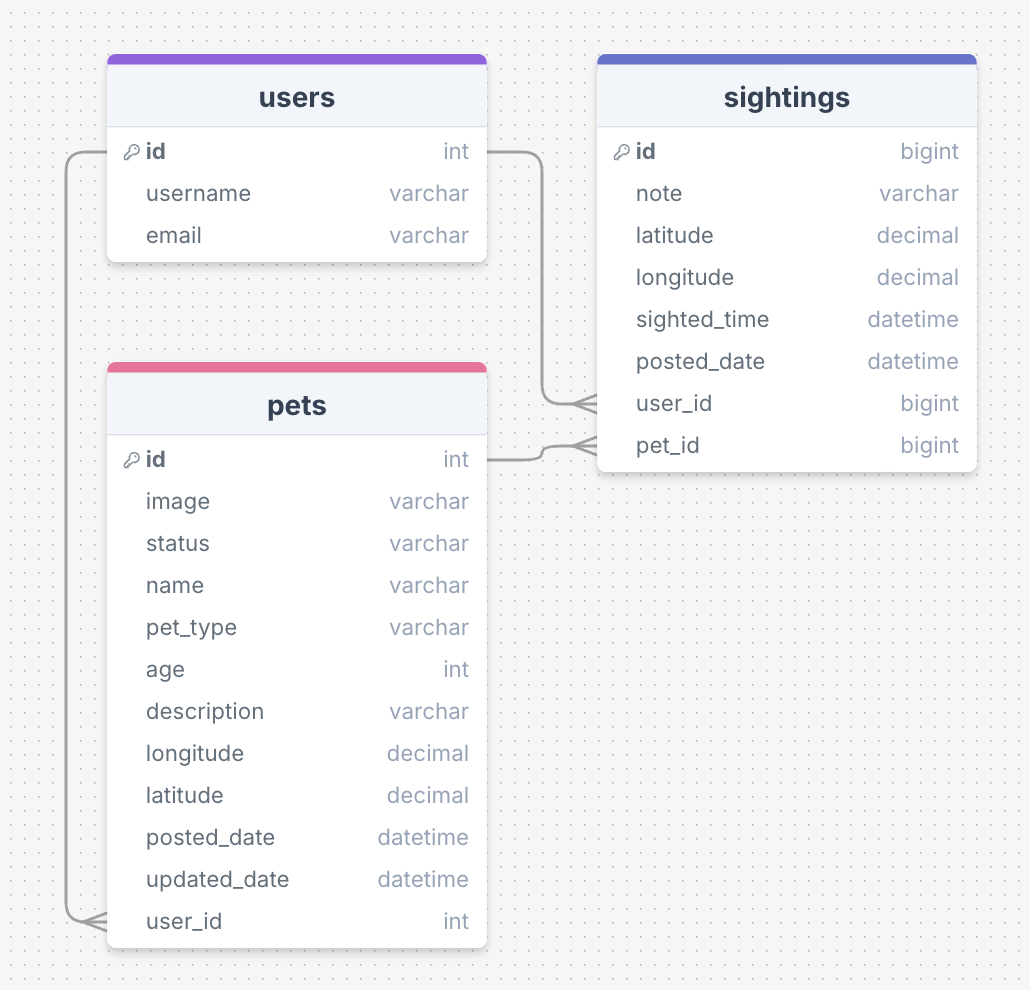 users
id int
username varchar
email varchar
sightings
id bigint
note varchar
latitude decimal
longitude decimal
sighted_time datetime
posted_date datetime
user_id bigint
pet_id bigint
pets
id int
image varchar
status varchar
name varchar
pet_type varchar
age int
description varchar
longitude decimal
latitude decimal
posted_date datetime
updated_date datetime
user_id int